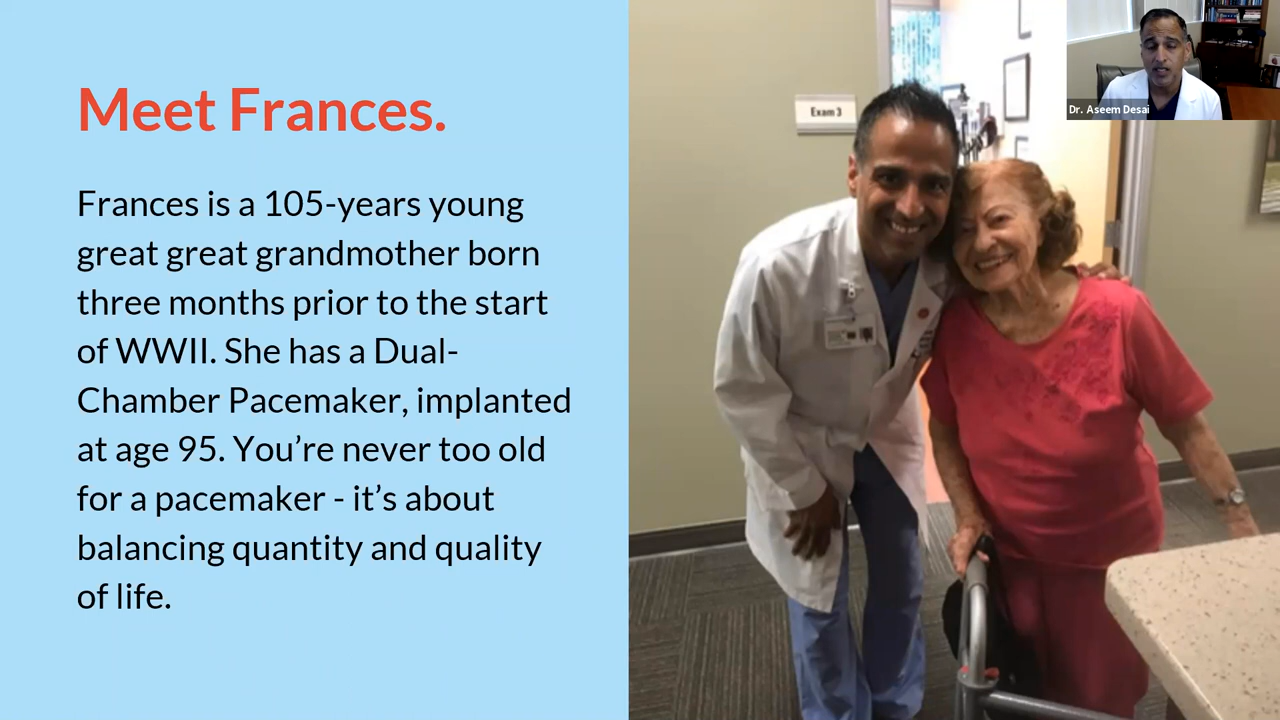 Meet Frances.
Frances is a 105-years young
great great grandmother born
three months prior to the start
of WWII. She has a Dual-
Chamber Pacemaker, implanted
at age 95. You’re never too old
for a pacemaker - it’s about
balancing quantity and quality
of life.
Exam 3
Dr. Aseem Desai